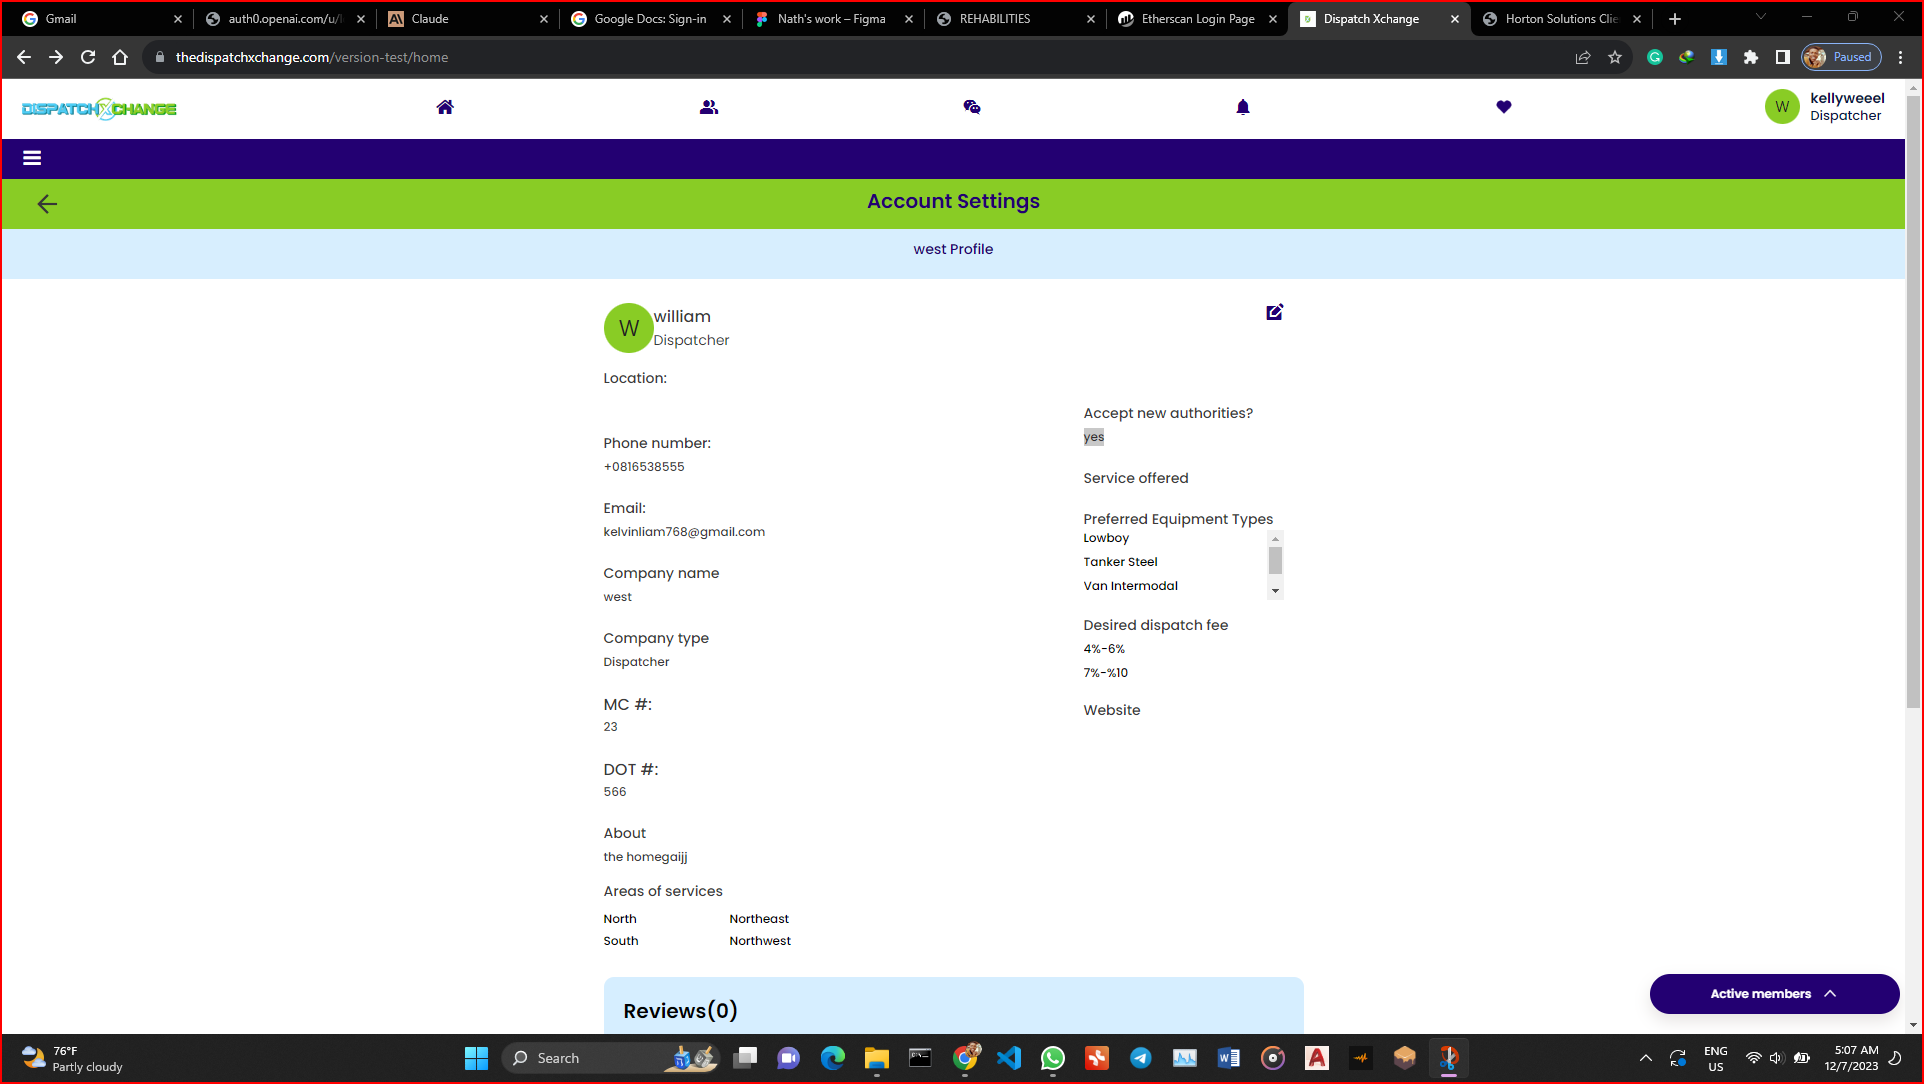 Gmail
auth0.openai.com/u/l
Claude
Google Docs: Sign-in
Nath's work – Figma
REHABILITIES
Etherscan Login Page
Dispatch Xchange
Horton Solutions Clie
thedispatchxchange.com/version-test/home
Paused
DISPATCHXCHANGE
W
kellyweeel
Dispatcher
Account Settings
west Profile
W
william
Dispatcher
Location:
Phone number:
+0816538555
Email:
kelvinliam768@gmail.com
Company name
west
Company type
Dispatcher
MC #:
23
DOT #:
566
About
the homegaijj
Areas of services
North
Northeast
South
Northwest
Accept new authorities?
yes
Service offered
Preferred Equipment Types
Lowboy
Tanker Steel
Van Intermodal
Desired dispatch fee
4%-6%
7%-%10
Website
Reviews(0)
Active members
76°F
Partly cloudy
Search
ENG
US
5:07 AM
12/7/2023